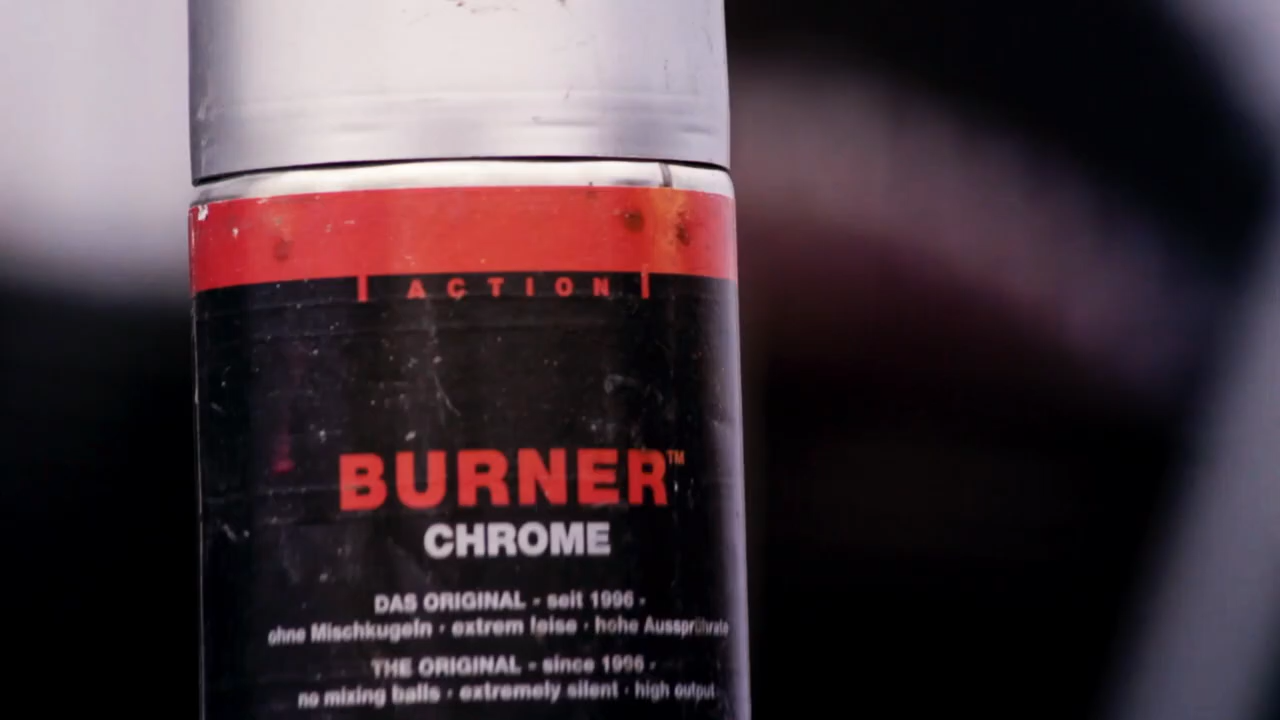 ACTION
BURNER™
CHROME
DAS ORIGINAL - seit 1996 -
ohne Mischkugeln · extrem leise · hohe Aussprührate
THE ORIGINAL - since 1996 -
no mixing balls · extremely silent · high output